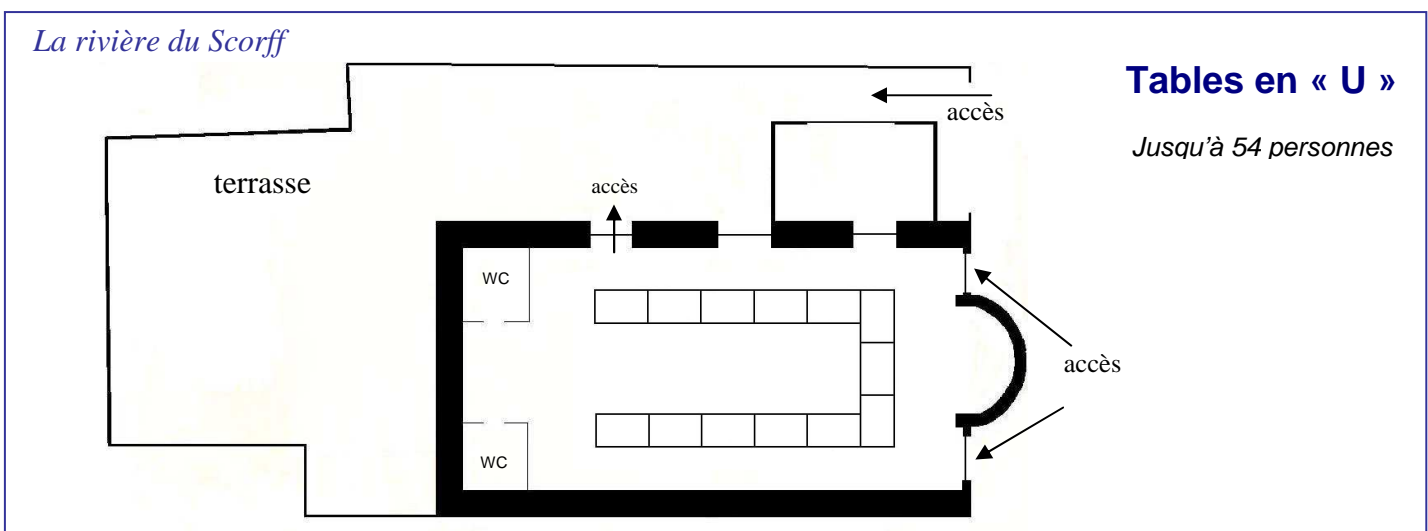 La rivière du Scorff
Tables en « U »
accès
Jusqu'à 54 personnes
terrasse
accès
WC
accès
WC